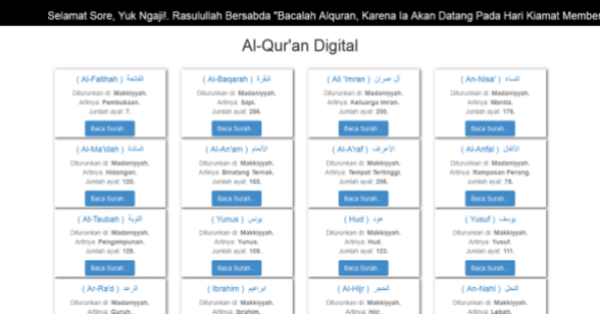 Selamat Sore, Yuk Ngaji!. Rasulullah Bersabda "Bacalah Alquran, Karena Ia Akan Datang Pada Hari Kiamat Member
Al-Qur'an Digital
( Al-Fatihah ) الفاتحة
Diturunkan di: Makkiyyah.
Artinya: Pembukaan.
Jumlah ayat: 7.
Baca Surah...
( Al-Baqarah ) البقرة
Diturunkan di: Madaniyyah.
Artinya: Sapi.
Jumlah ayat: 286.
Baca Surah...
( Ali 'Imran ) آل عمران
Diturunkan di: Madaniyyah.
Artinya: Keluarga Imran.
Jumlah ayat: 200.
Baca Surah...
( An-Nisa' ) النساء
Diturunkan di: Madaniyyah.
Artinya: Wanita.
Jumlah ayat: 176.
Baca Surah...
( Al-Ma'idah ) المائدة
Diturunkan di: Madaniyyah.
Artinya: Hidangan.
Jumlah ayat: 120.
Baca Surah...
( Al-An'am ) الأنعام
Diturunkan di: Makkiyyah.
Artinya: Binatang Ternak.
Jumlah ayat: 165.
Baca Surah...
( Al-A'raf ) الأعراف
Diturunkan di: Makkiyyah.
Artinya: Tempat Tertinggi.
Jumlah ayat: 206.
Baca Surah...
( Al-Anfal ) الأنفال
Diturunkan di: Madaniyyah.
Artinya: Rampasan Perang.
Jumlah ayat: 75.
Baca Surah...
( At-Taubah ) التوبة
Diturunkan di: Madaniyyah.
Artinya: Pengampunan.
Jumlah ayat: 129.
Baca Surah...
( Yunus ) يونس
Diturunkan di: Makkiyyah.
Artinya: Yunus.
Jumlah ayat: 109.
Baca Surah...
( Hud ) هود
Diturunkan di: Makkiyyah.
Artinya: Hud.
Jumlah ayat: 123.
Baca Surah...
( Yusuf ) يوسف
Diturunkan di: Makkiyyah.
Artinya: Yusuf.
Jumlah ayat: 111.
Baca Surah...
( Ar-Ra'd ) الرعد
Diturunkan di: Madaniyyah.
Artinya: Guruh.
( Ibrahim ) ابراهيم
Diturunkan di: Makkiyyah.
Artinya: Ibrahim.
( Al-Hijr ) الحجر
Diturunkan di: Makkiyyah.
Artinya: Hijr.
( An-Nahl ) النحل
Diturunkan di: Makkiyyah.
Artinya: Lebah.